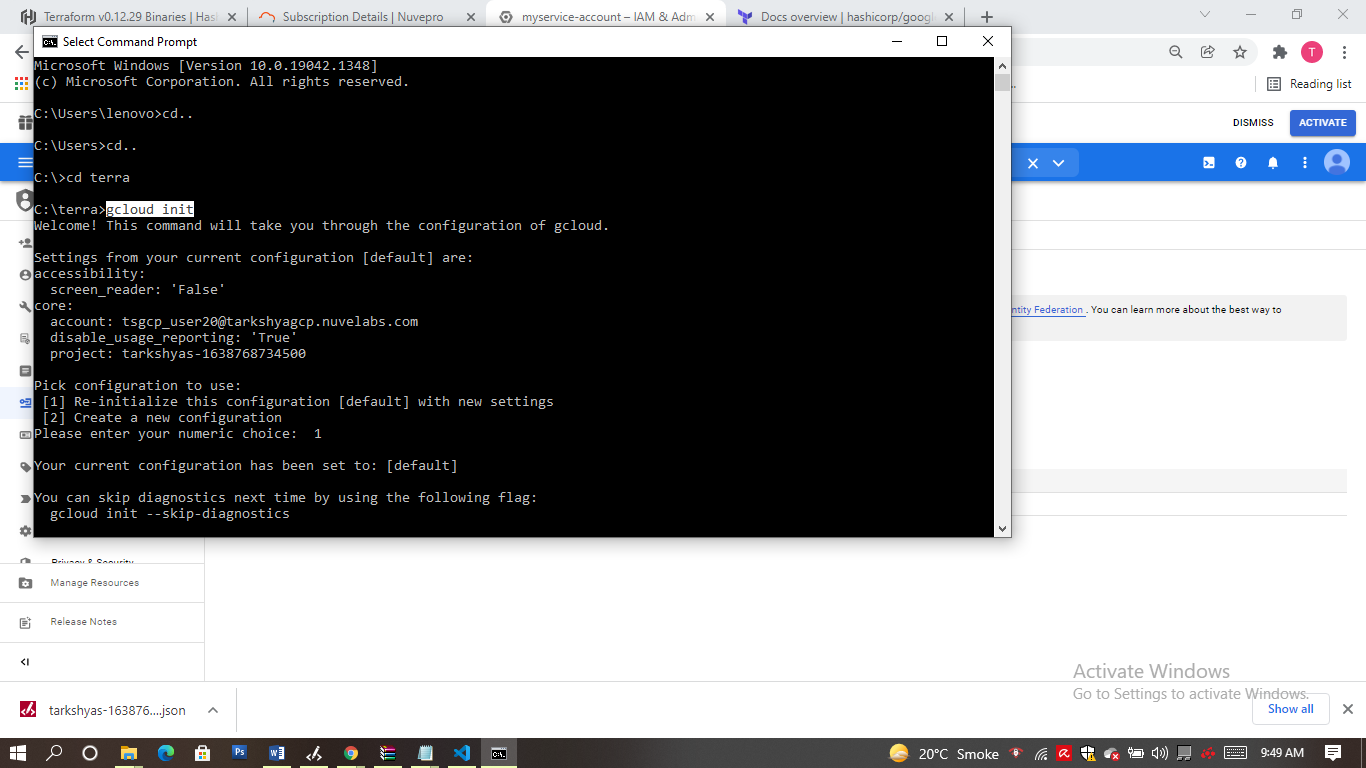 Terraform v0.12.29 Binaries | Has
Subscription Details | Nuvepro
myservice-account – IAM & Adm
Docs overview | hashicorp/googl
Select Command Prompt
T
Reading list
DISMISS
ACTIVATE
Microsoft Windows [Version 10.0.19042.1348]
(c) Microsoft Corporation. All rights reserved.
C:\Users\lenovo>cd..
C:\Users>cd..
C:\>cd terra
C:\terra>gcloud init
Welcome! This command will take you through the configuration of gcloud.
Settings from your current configuration [default] are:
accessibility:
screen_reader: 'False'
core:
account: tsgcp_user20@tarkshyagcp.nuvelabs.com
disable_usage_reporting: 'True'
project: tarkshyas-1638768734500
Pick configuration to use:
[1] Re-initialize this configuration [default] with new settings
[2] Create a new configuration
Please enter your numeric choice:  1
Your current configuration has been set to: [default]
You can skip diagnostics next time by using the following flag:
gcloud init --skip-diagnostics
ntity Federation . You can learn more about the best way to
Privacy & Security
Manage Resources
Release Notes
Activate Windows
Go to Settings to activate Windows.
tarkshyas-163876....json
Show all
20°C Smoke
9:49 AM